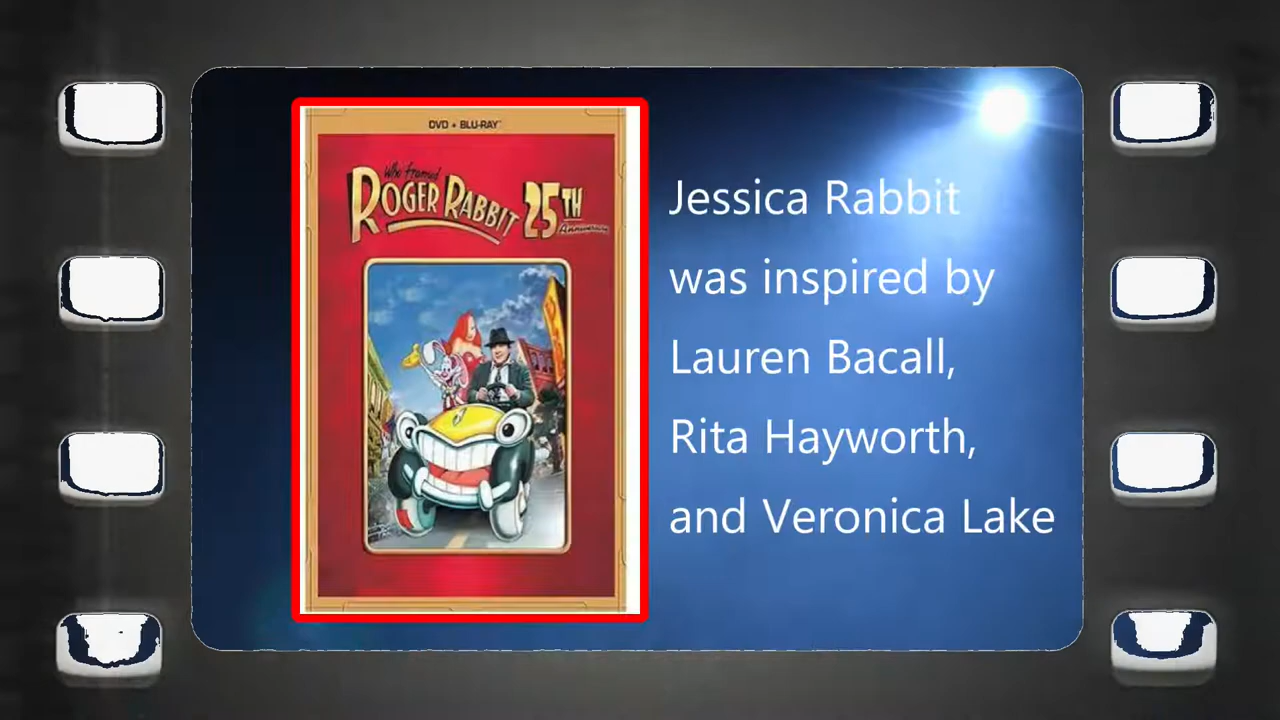 DVD + BLU-RAY™
Who Framed
ROGER RABBIT 25TH
Anniversary
Jessica Rabbit
was inspired by
Lauren Bacall,
Rita Hayworth,
and Veronica Lake